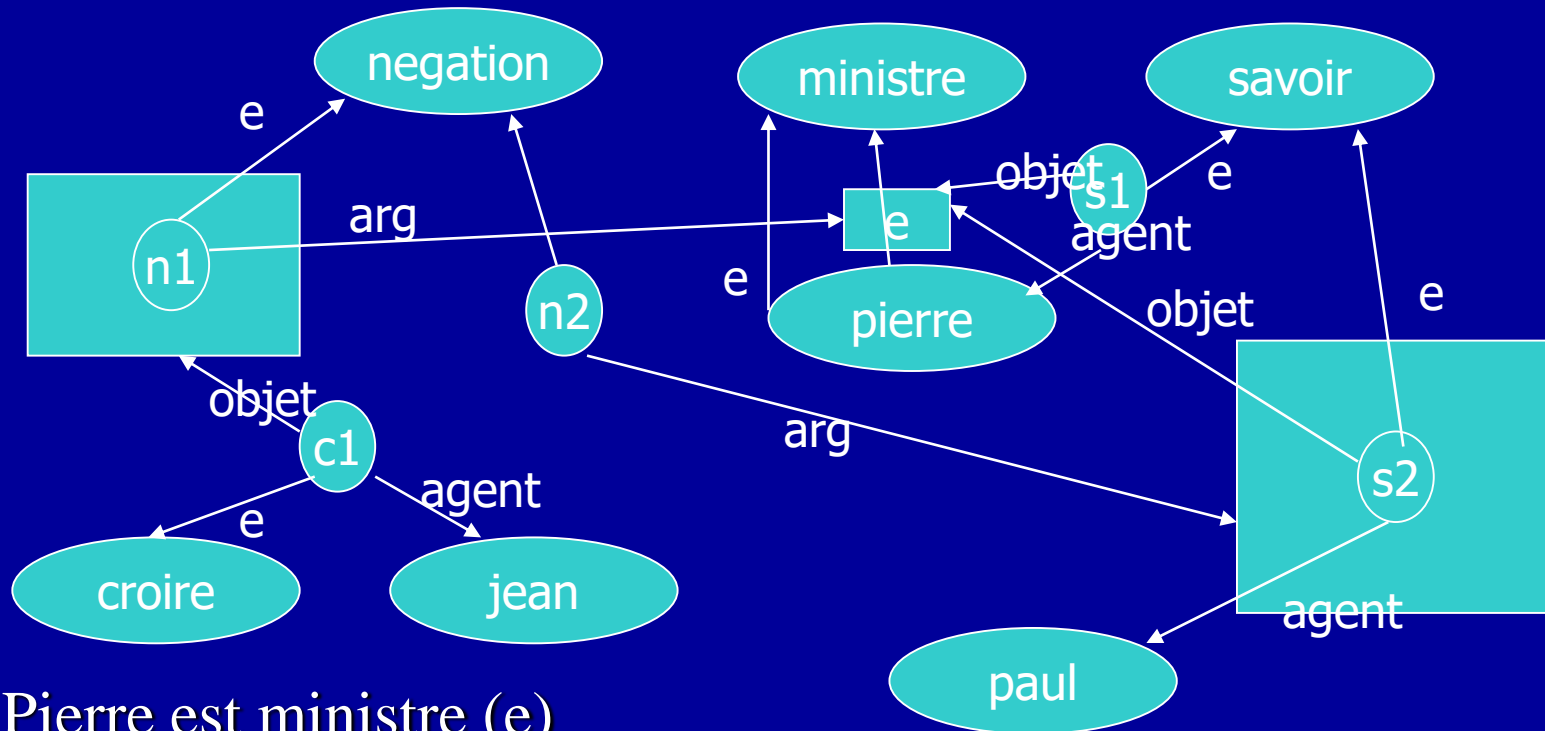 negation
ministre
savoir
e
objet
s1
e
arg
e
agent
n1
e
n2
pierre
objet
e
objet
arg
c1
agent
s2
e
croire
jean
agent
paul
Pierre est ministre (e)